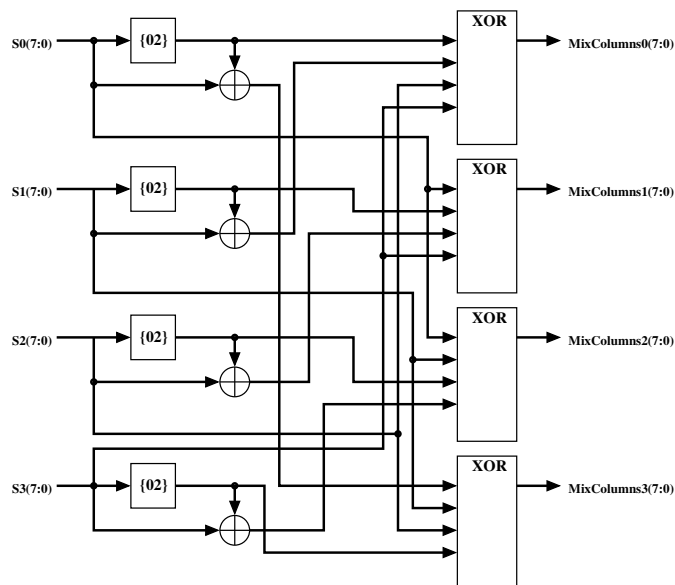 XOR
S0(7:0) {02} MixColumns0(7:0)
XOR
S1(7:0) {02} MixColumns1(7:0)
XOR
S2(7:0) {02} MixColumns2(7:0)
XOR
S3(7:0) {02} MixColumns3(7:0)